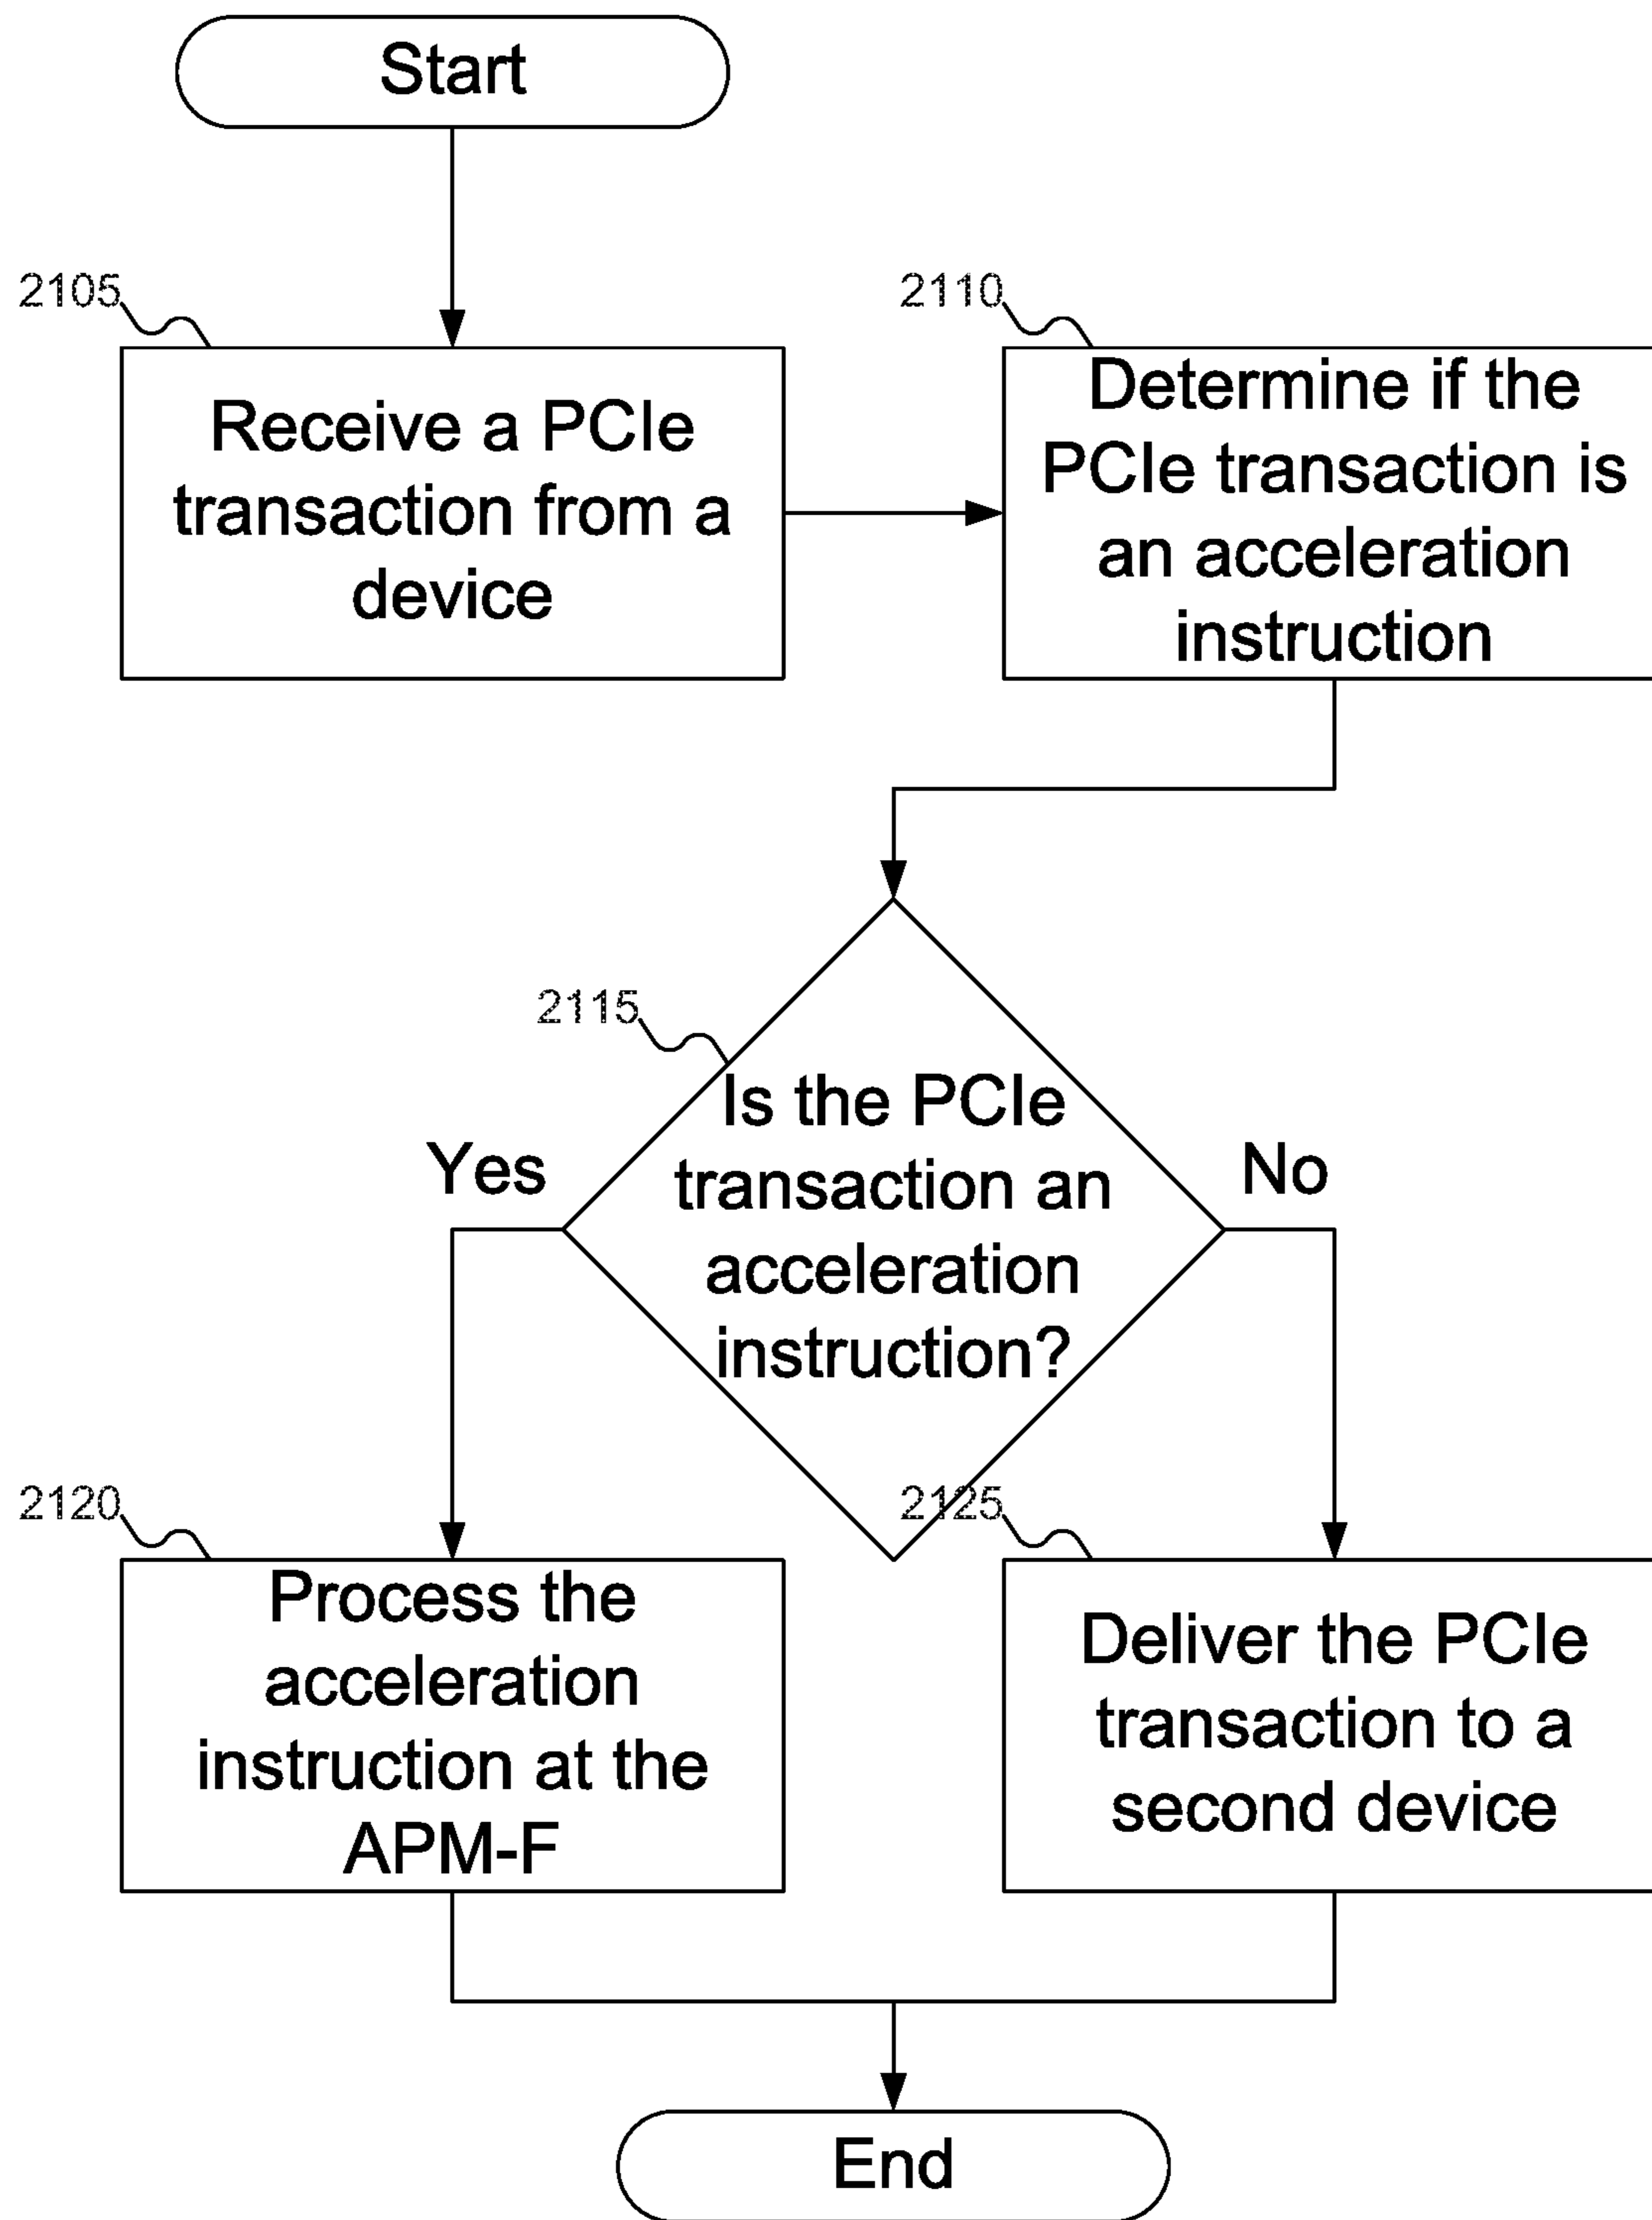 Start
2105
Receive a PCIe
transaction from a
device
2110
Determine if the
PCIe transaction is
an acceleration
instruction
2115
Is the PCIe
transaction an
acceleration
instruction?
Yes
No
2120
Process the
acceleration
instruction at the
APM-F
2125
Deliver the PCIe
transaction to a
second device
End